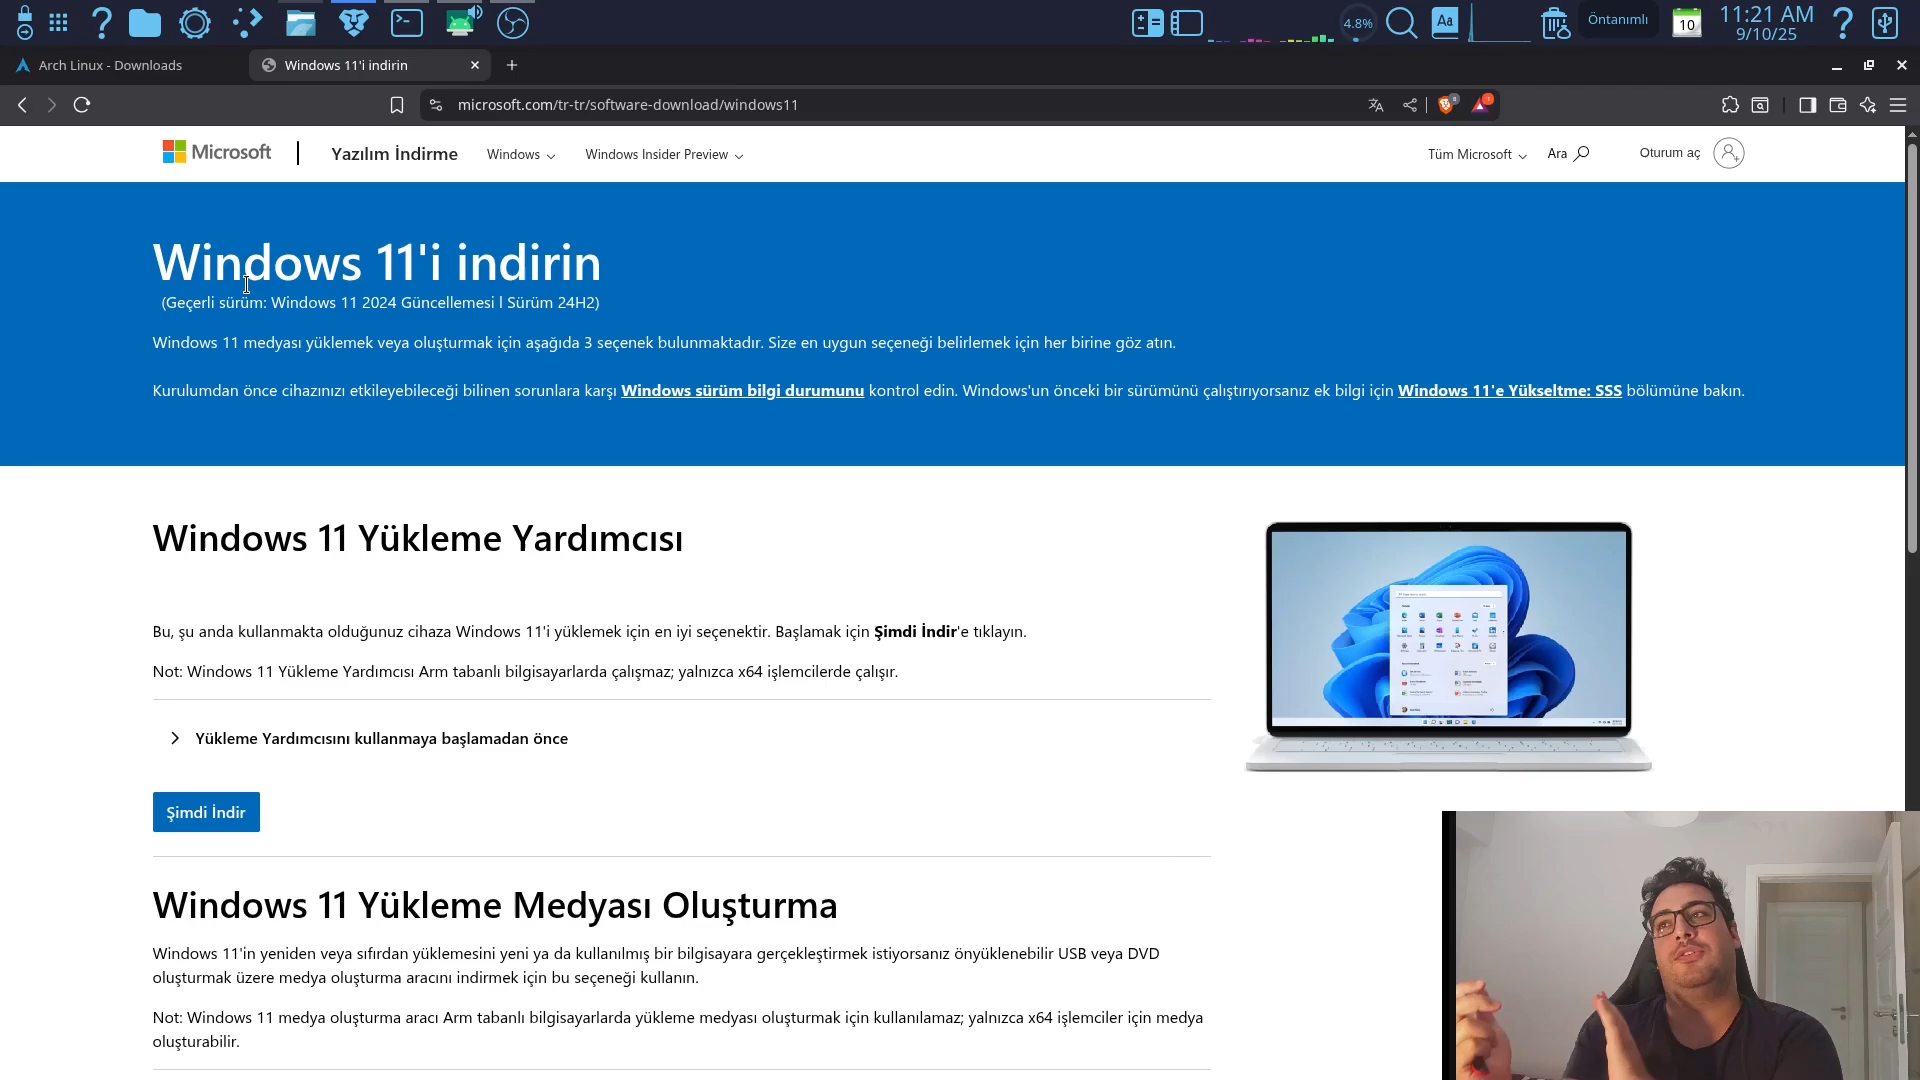 4.8%
Aa
Öntanımlı
10
11:21 AM
9/10/25
Arch Linux - Downloads
Windows 11'i indirin
microsoft.com/tr-tr/software-download/windows11
Microsoft
Yazılım İndirme
Windows
Windows Insider Preview
Tüm Microsoft
Ara
Oturum aç
Windows 11'i indirin
(Geçerli sürüm: Windows 11 2024 Güncellemesi l Sürüm 24H2)
Windows 11 medyası yüklemek veya oluşturmak için aşağıda 3 seçenek bulunmaktadır. Size en uygun seçeneği belirlemek için her birine göz atın.
Kurulumdan önce cihazınızı etkileyebileceği bilinen sorunlara karşı Windows sürüm bilgi durumunu kontrol edin. Windows'un önceki bir sürümünü çalıştırıyorsanız ek bilgi için Windows 11'e Yükseltme: SSS bölümüne bakın.
Windows 11 Yükleme Yardımcısı
Bu, şu anda kullanmakta olduğunuz cihaza Windows 11'i yüklemek için en iyi seçenektir. Başlamak için Şimdi İndir'e tıklayın.
Not: Windows 11 Yükleme Yardımcısı Arm tabanlı bilgisayarlarda çalışmaz; yalnızca x64 işlemcilerde çalışır.
Yükleme Yardımcısını kullanmaya başlamadan önce
Şimdi İndir
Windows 11 Yükleme Medyası Oluşturma
Windows 11'in yeniden veya sıfırdan yüklemesini yeni ya da kullanılmış bir bilgisayara gerçekleştirmek istiyorsanız önyüklenebilir USB veya DVD
oluşturmak üzere medya oluşturma aracını indirmek için bu seçeneği kullanın.
Not: Windows 11 medya oluşturma aracı Arm tabanlı bilgisayarlarda yükleme medyası oluşturmak için kullanılamaz; yalnızca x64 işlemciler için medya
oluşturabilir.